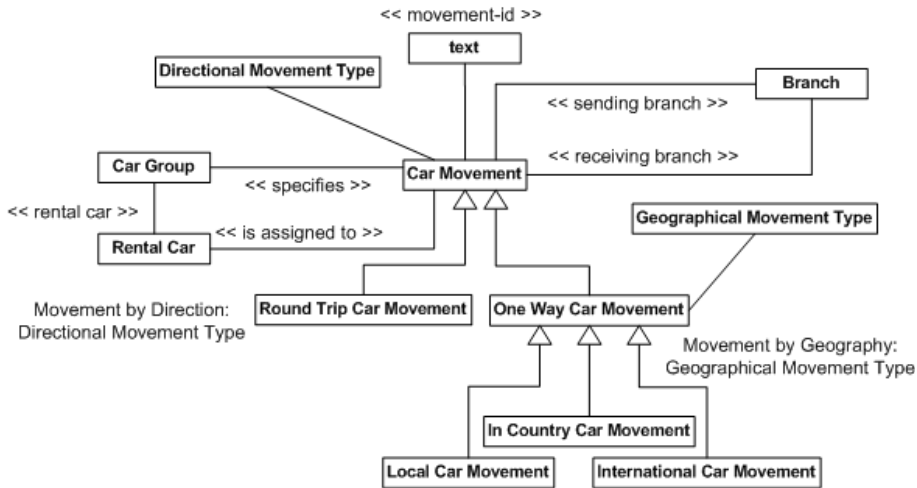 << movement-id >>
text
Directional Movement Type
Branch
<< sending branch >>
Car Group
<< receiving branch >>
Car Movement
<< specifies >>
<< rental car >>
Geographical Movement Type
<< is assigned to >>
Rental Car
Movement by Direction:
Directional Movement Type
Round Trip Car Movement
One Way Car Movement
Movement by Geography:
Geographical Movement Type
In Country Car Movement
Local Car Movement
International Car Movement